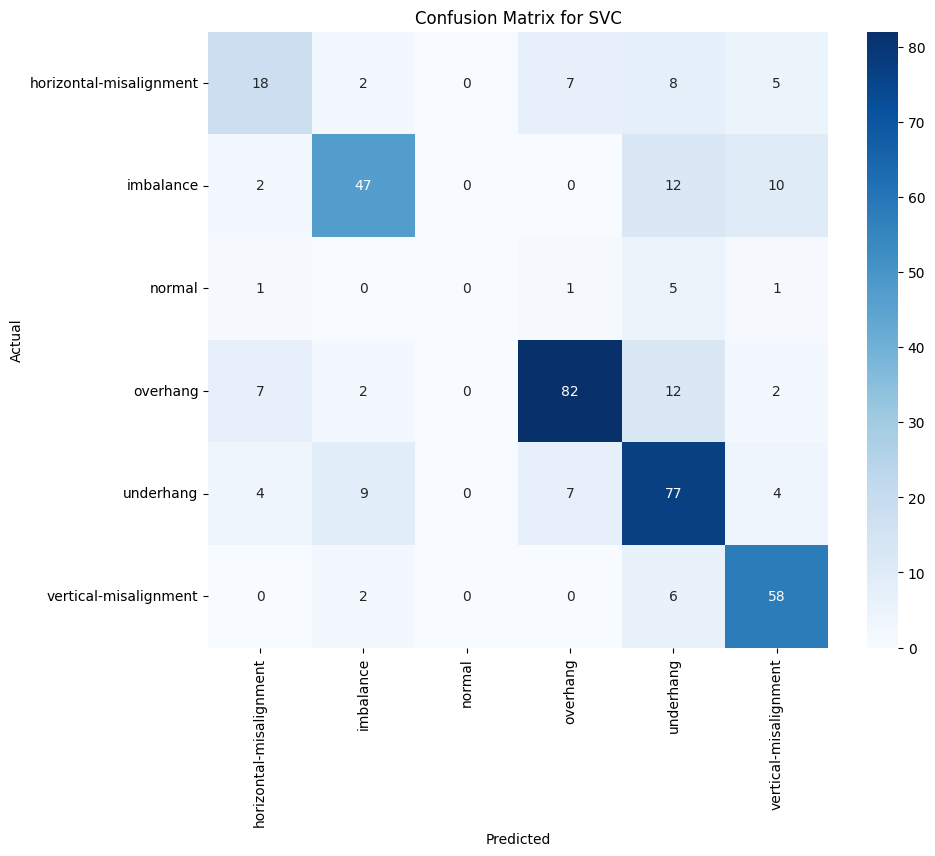 Confusion Matrix for SVC
Actual
horizontal-misalignment 18 2 0 7 8 5
imbalance 2 47 0 0 12 10
normal 1 0 0 1 5 1
overhang 7 2 0 82 12 2
underhang 4 9 0 7 77 4
vertical-misalignment 0 2 0 0 6 58
horizontal-misalignment
imbalance
normal
overhang
underhang
vertical-misalignment
Predicted
80
70
60
50
40
30
20
10
0